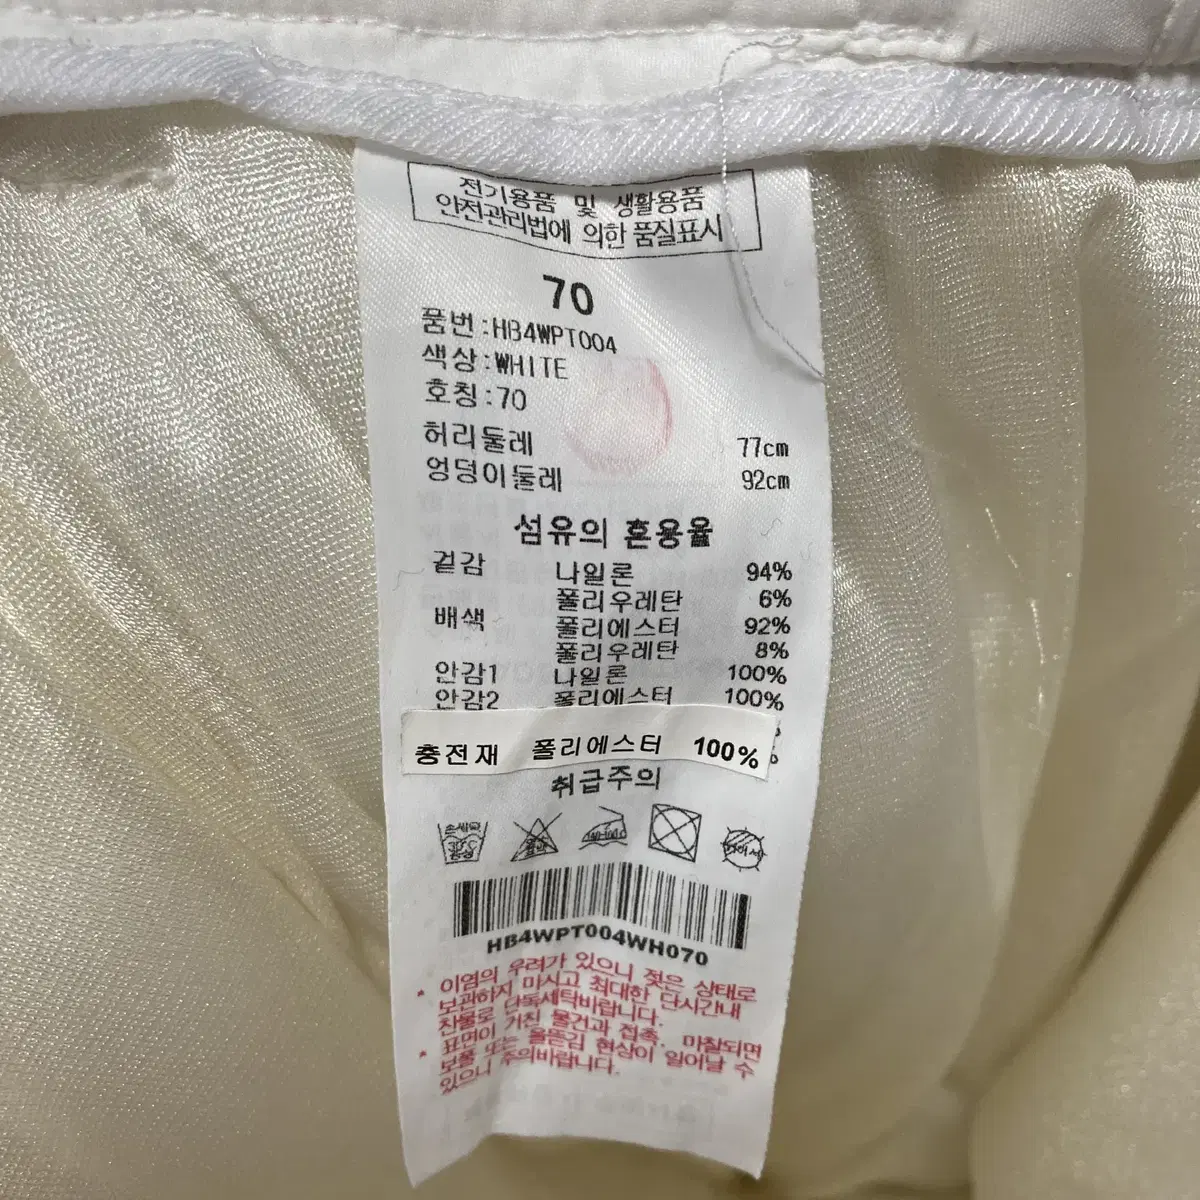 전기용품 및 생활용품
안전관리법에 의한 품질표시
70
품번:HB4WPT004
색상:WHITE
호칭:70
허리둘레 77cm
엉덩이둘레 92cm
섬유의 혼용율
겉감 나일론 94%
폴리우레탄 6%
배색 폴리에스터 92%
폴리우레탄 8%
안감1 나일론 100%
안감2 폴리에스터 100%
충전재 폴리에스터 100%
취급주의
손세탁
30℃
중성
HB4WPT004WH070
* 이염의 우려가 있으니 젖은 상태로
보관하지 마시고 최대한 단시간내
찬물로 단독세탁바랍니다.
* 표면이 거친 물건과 접촉. 마찰되면
보풀 또는 올뜯김 현상이 일어날 수
있으니 주의바랍니다.